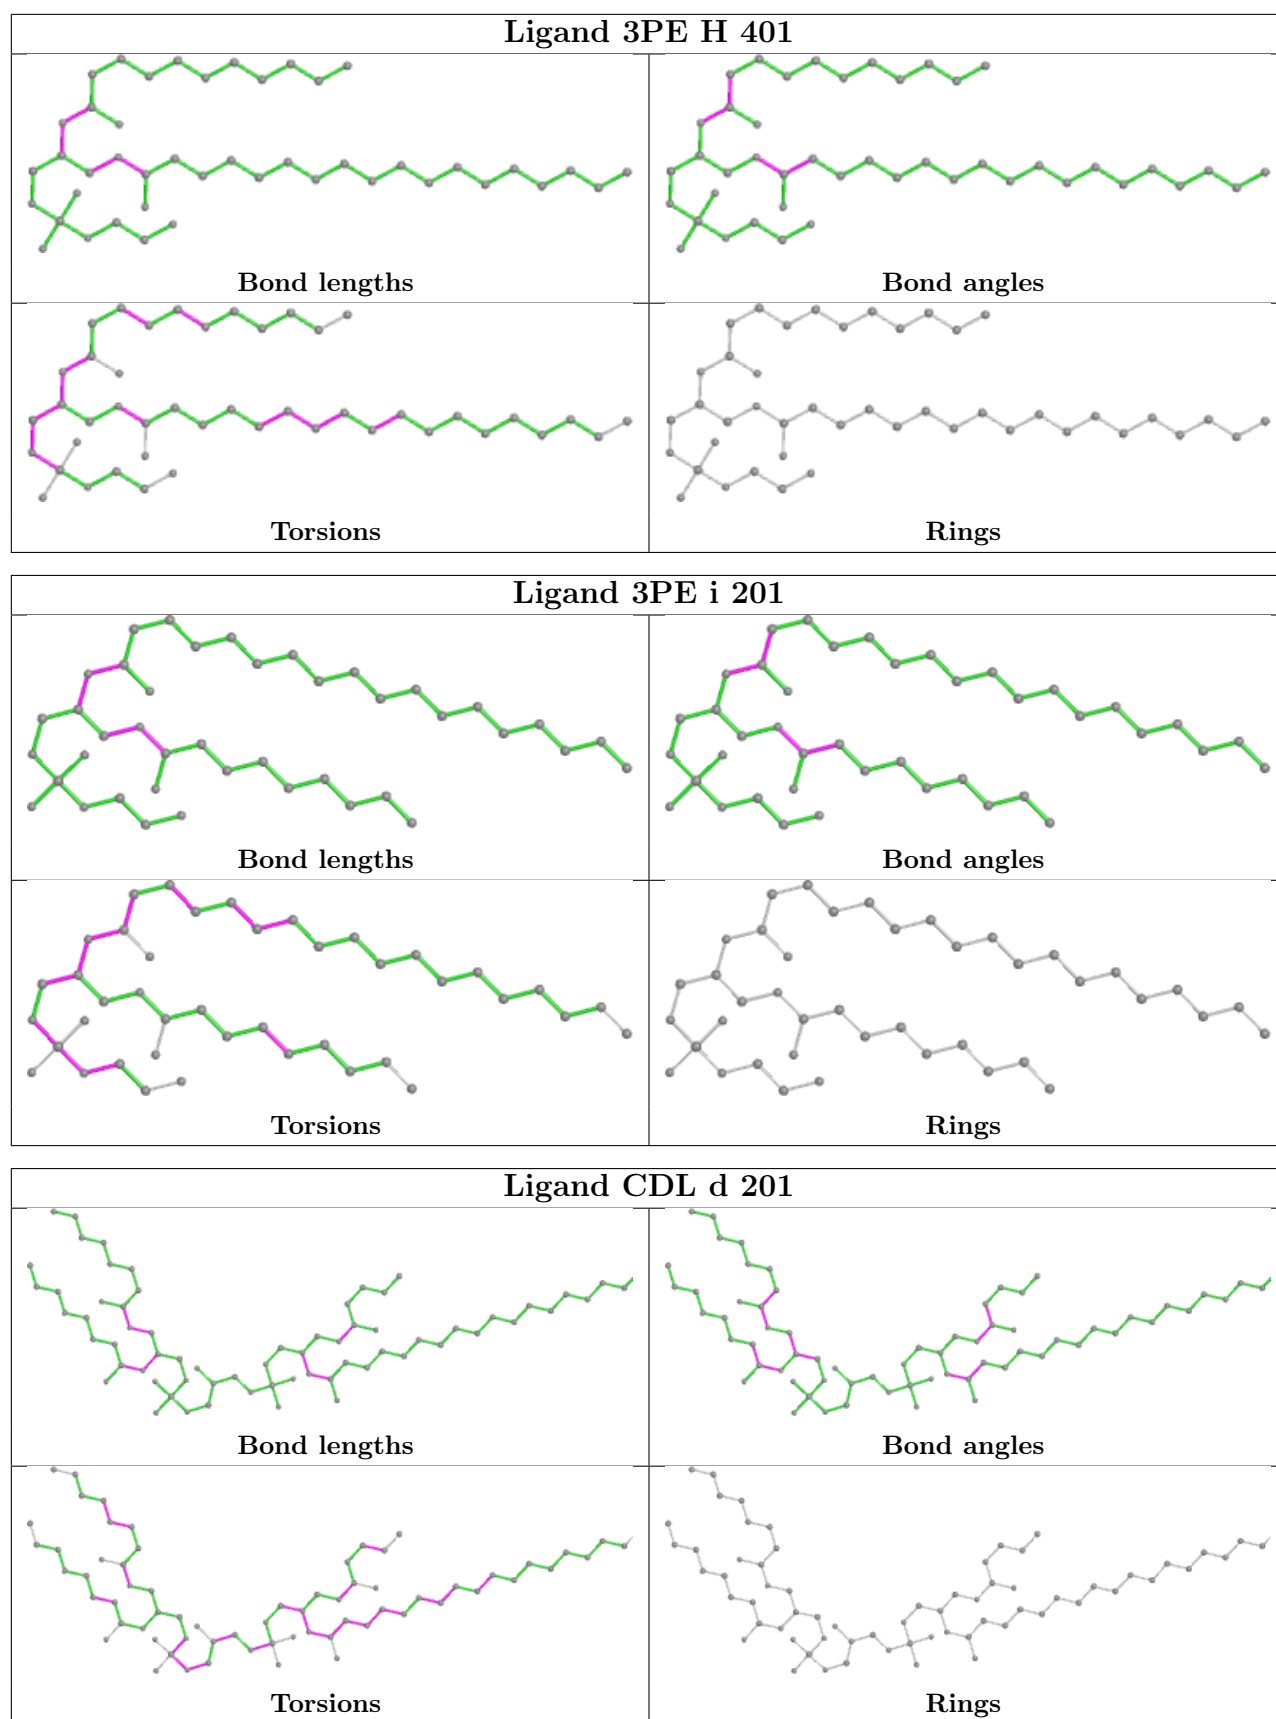 Ligand 3PE H 401
Bond lengths
Bond angles
Torsions
Rings
Ligand 3PE i 201
Bond lengths
Bond angles
Torsions
Rings
Ligand CDL d 201
Bond lengths
Bond angles
Torsions
Rings